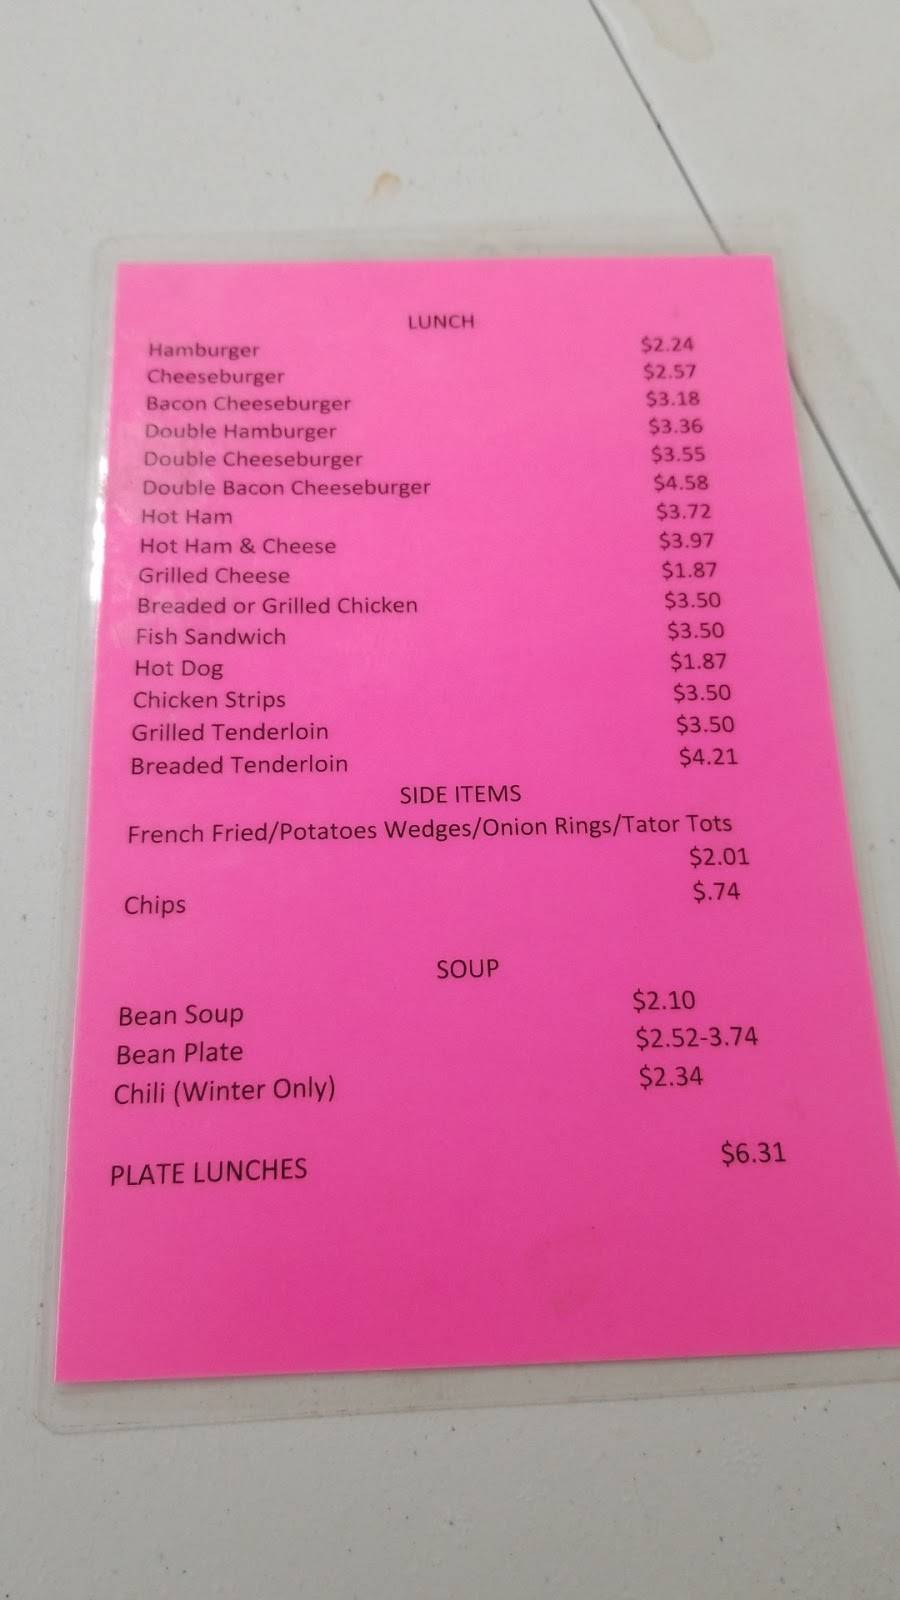 LUNCH
Hamburger $2.24
Cheeseburger $2.57
Bacon Cheeseburger $3.18
Double Hamburger $3.36
Double Cheeseburger $3.55
Double Bacon Cheeseburger $4.58
Hot Ham $3.72
Hot Ham & Cheese $3.97
Grilled Cheese $1.87
Breaded or Grilled Chicken $3.50
Fish Sandwich $3.50
Hot Dog $1.87
Chicken Strips $3.50
Grilled Tenderloin $3.50
Breaded Tenderloin $4.21
SIDE ITEMS
French Fried/Potatoes Wedges/Onion Rings/Tator Tots
$2.01
Chips $.74
SOUP
Bean Soup $2.10
Bean Plate $2.52-3.74
Chili (Winter Only) $2.34
PLATE LUNCHES $6.31